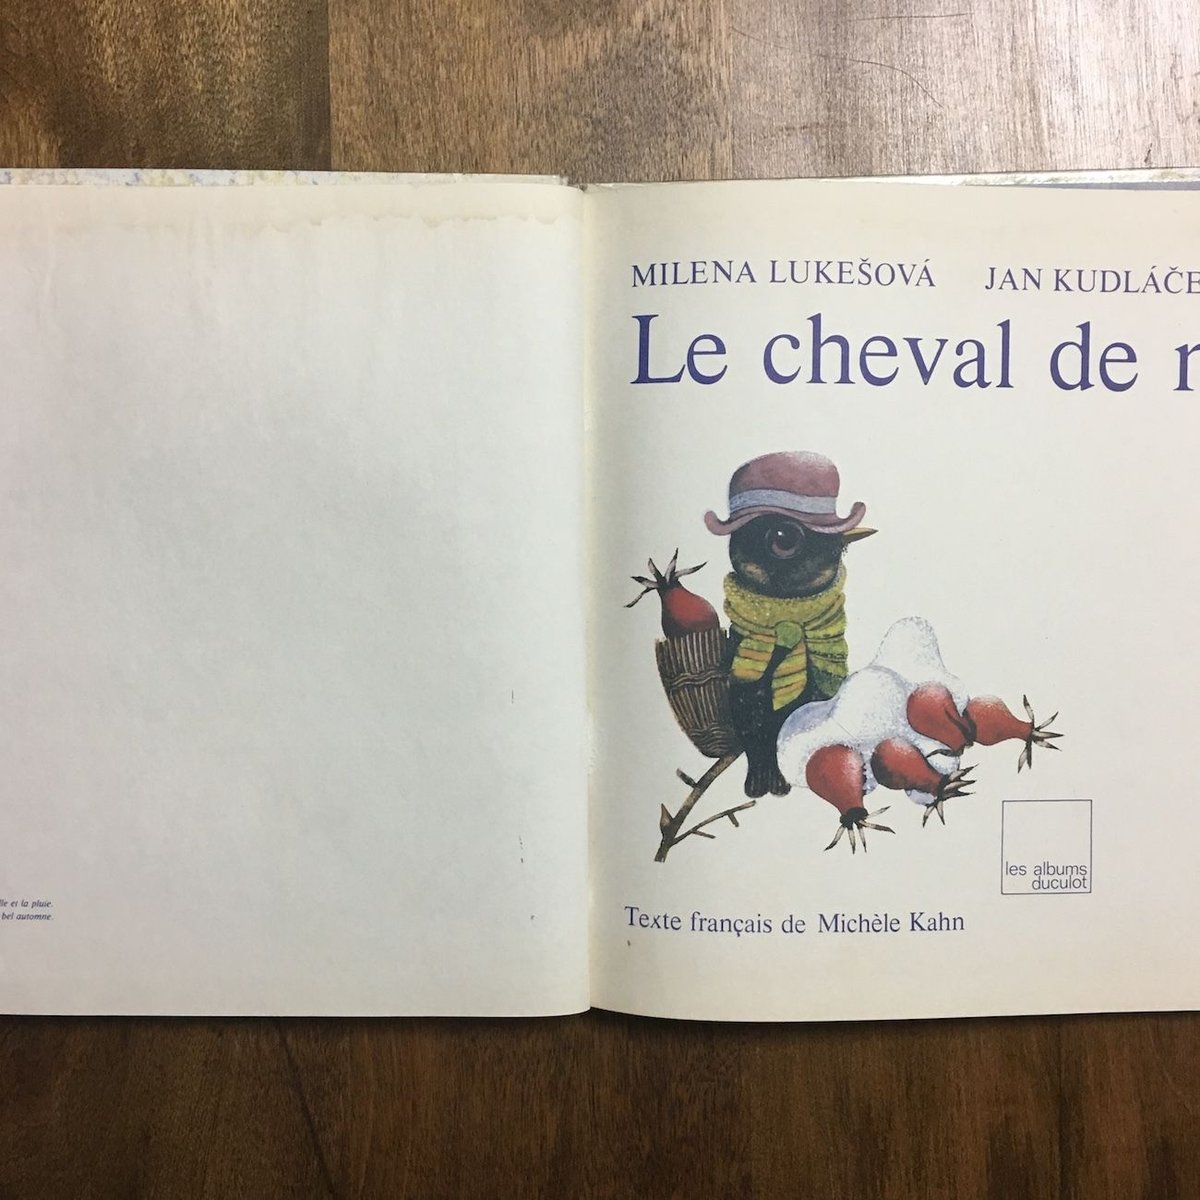 lle et la pluie.
bel automne.
MILENA LUKEŠOVÁ JAN KUDLÁČE
Le cheval de n
les albums
duculot
Texte français de Michèle Kahn